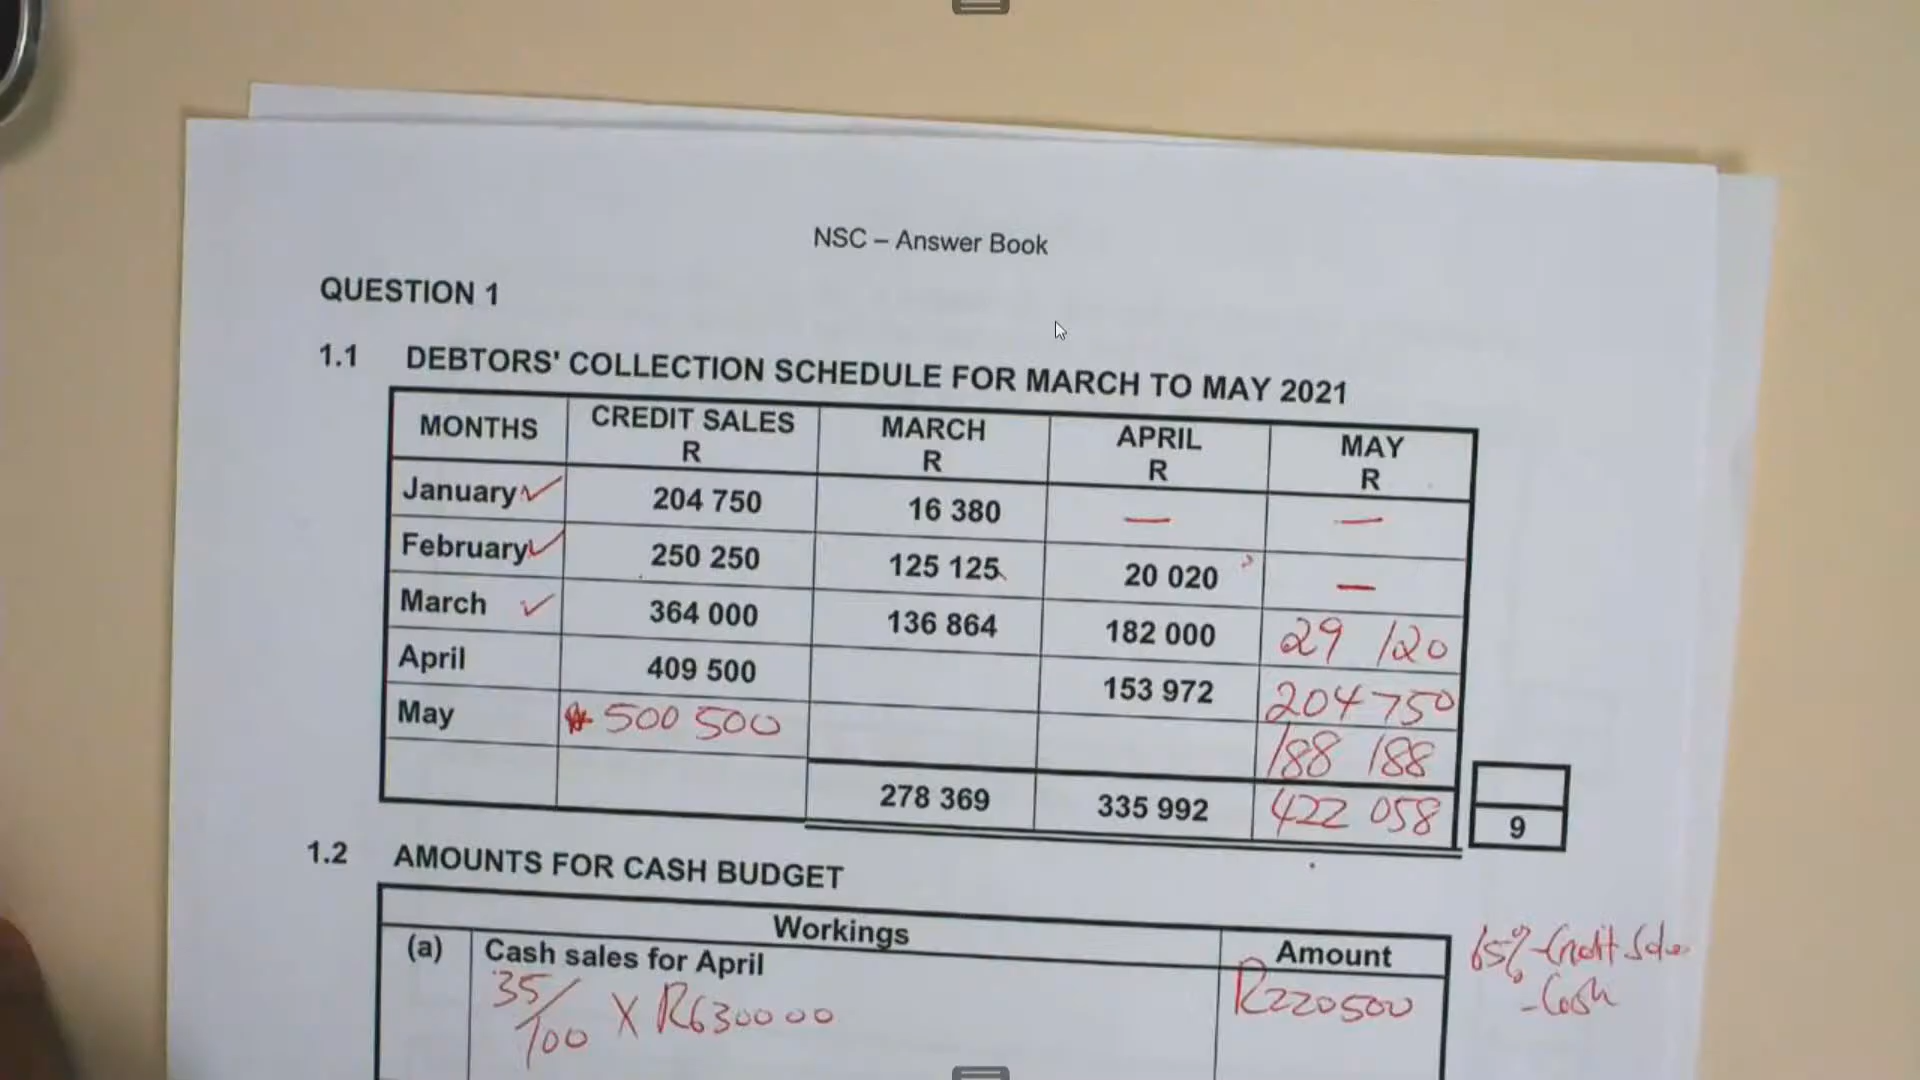 NSC – Answer Book
QUESTION 1
1.1 DEBTORS' COLLECTION SCHEDULE FOR MARCH TO MAY 2021
MONTHS CREDIT SALES R MARCH R APRIL R MAY R
January ✓ 204 750 16 380 — —
February ✓ 250 250 125 125 20 020 —
March ✓ 364 000 136 864 182 000 29 120
April 409 500 153 972 204 750
May 500 500 188 188
278 369 335 992 422 058
9
1.2 AMOUNTS FOR CASH BUDGET
Workings Amount
(a) Cash sales for April
35/100 X R630000 R220500
65% - Credit Sales
- Cash